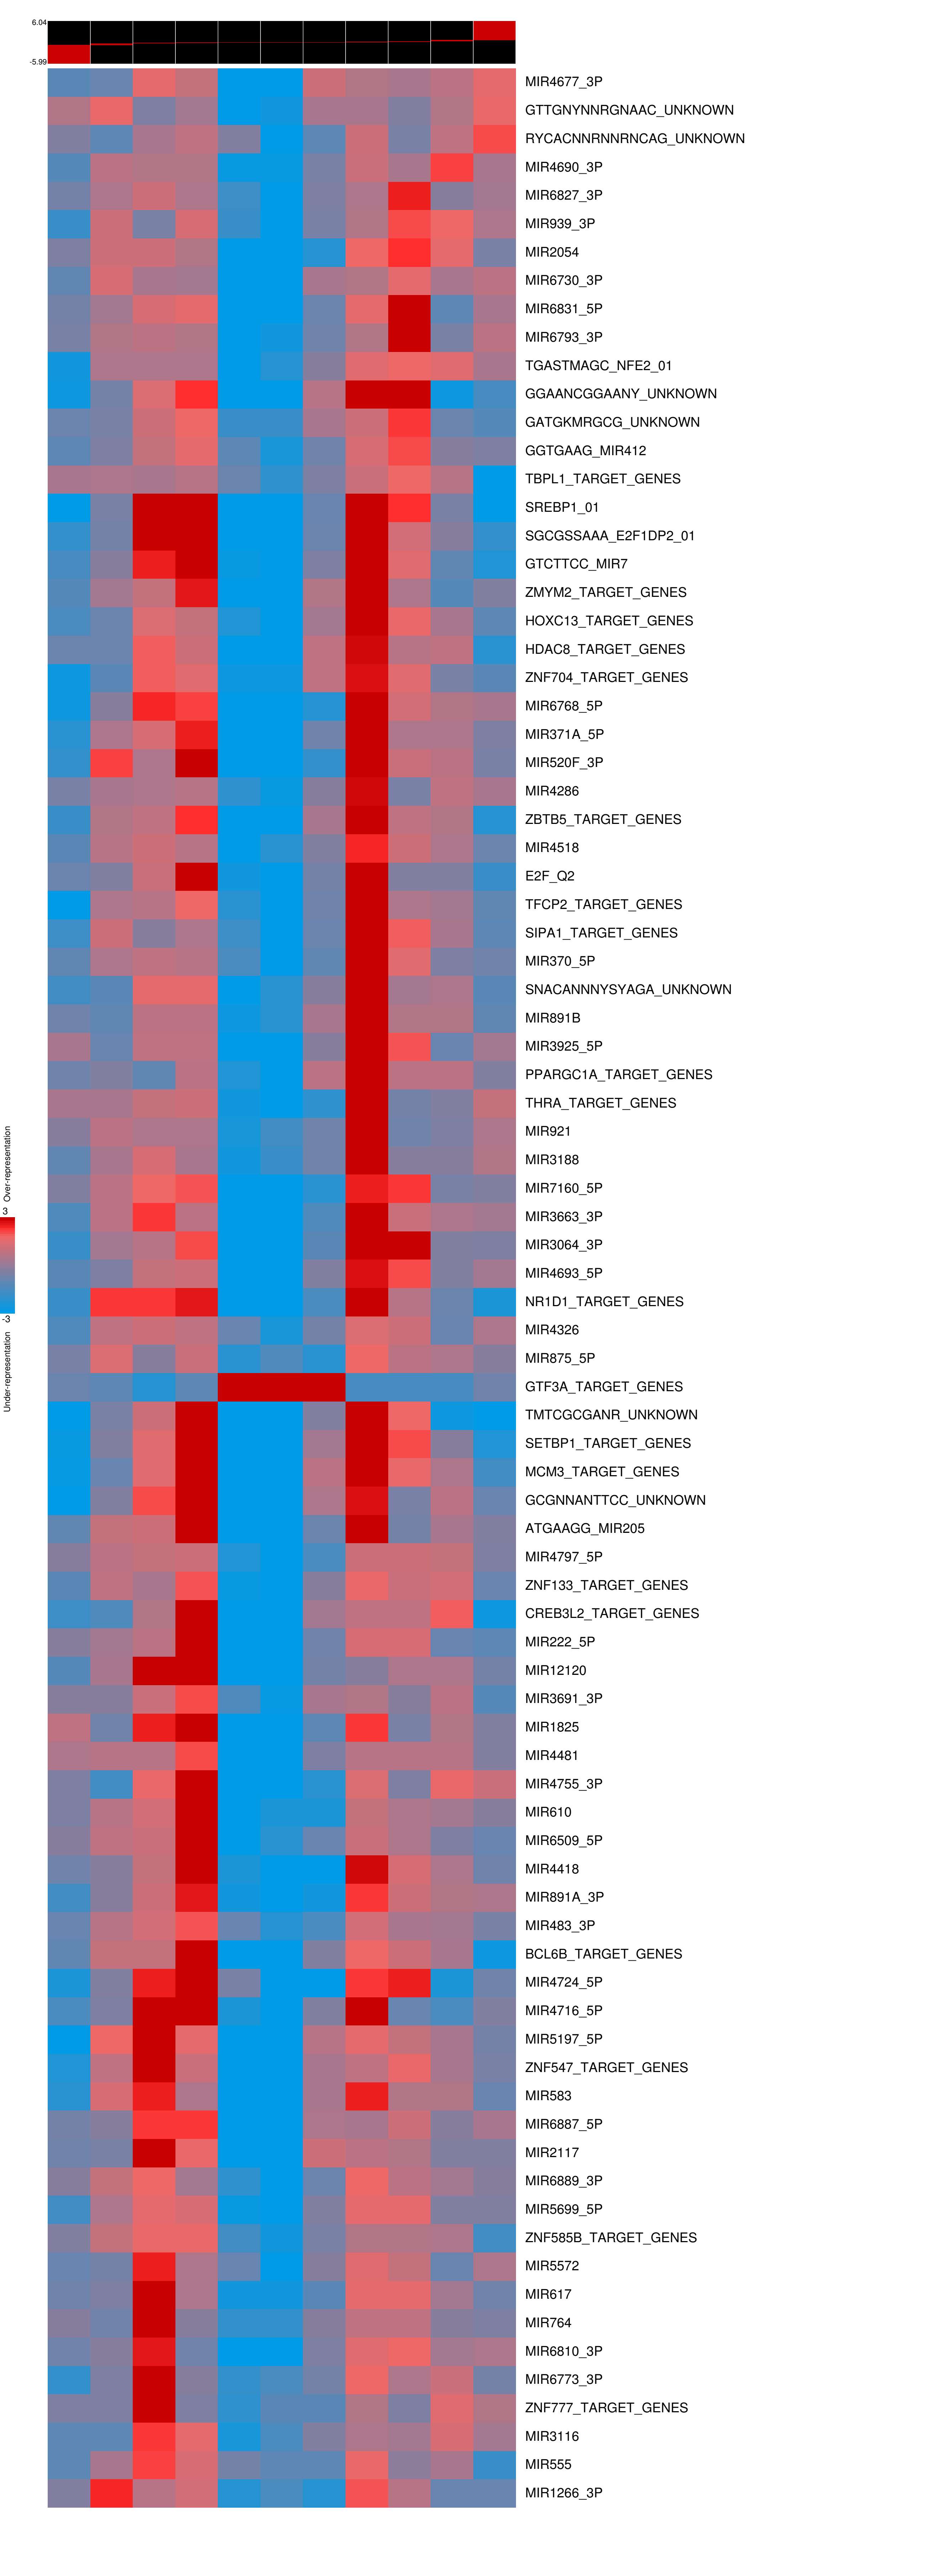 6.04
-5.99
MIR4677_3P
GTTGNYNNRGNAAC_UNKNOWN
RYCACNNRNNRNCAG_UNKNOWN
MIR4690_3P
MIR6827_3P
MIR939_3P
MIR2054
MIR6730_3P
MIR6831_5P
MIR6793_3P
TGASTMAGC_NFE2_01
GGAANCGGAANY_UNKNOWN
GATGKMRGCG_UNKNOWN
GGTGAAG_MIR412
TBPL1_TARGET_GENES
SREBP1_01
SGCGSSAAA_E2F1DP2_01
GTCTTCC_MIR7
ZMYM2_TARGET_GENES
HOXC13_TARGET_GENES
HDAC8_TARGET_GENES
ZNF704_TARGET_GENES
MIR6768_5P
MIR371A_5P
MIR520F_3P
MIR4286
ZBTB5_TARGET_GENES
MIR4518
E2F_Q2
TFCP2_TARGET_GENES
SIPA1_TARGET_GENES
MIR370_5P
SNACANNNYSYAGA_UNKNOWN
MIR891B
MIR3925_5P
PPARGC1A_TARGET_GENES
THRA_TARGET_GENES
MIR921
MIR3188
MIR7160_5P
MIR3663_3P
MIR3064_3P
MIR4693_5P
NR1D1_TARGET_GENES
MIR4326
MIR875_5P
GTF3A_TARGET_GENES
TMTCGCGANR_UNKNOWN
SETBP1_TARGET_GENES
MCM3_TARGET_GENES
GCGNNANTTCC_UNKNOWN
ATGAAGG_MIR205
MIR4797_5P
ZNF133_TARGET_GENES
CREB3L2_TARGET_GENES
MIR222_5P
MIR12120
MIR3691_3P
MIR1825
MIR4481
MIR4755_3P
MIR610
MIR6509_5P
MIR4418
MIR891A_3P
MIR483_3P
BCL6B_TARGET_GENES
MIR4724_5P
MIR4716_5P
MIR5197_5P
ZNF547_TARGET_GENES
MIR583
MIR6887_5P
MIR2117
MIR6889_3P
MIR5699_5P
ZNF585B_TARGET_GENES
MIR5572
MIR617
MIR764
MIR6810_3P
MIR6773_3P
ZNF777_TARGET_GENES
MIR3116
MIR555
MIR1266_3P
Over-representation
3
-3
Under-representation